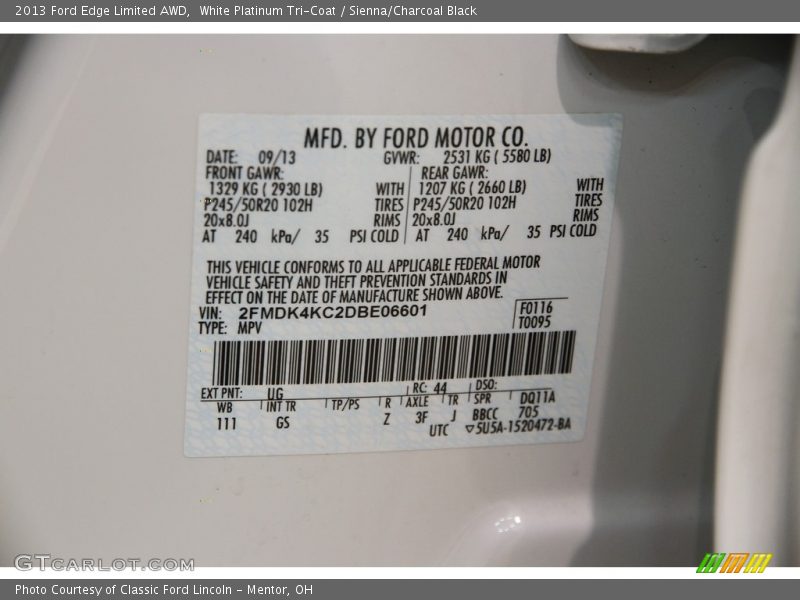 2013 Ford Edge Limited AWD,  White Platinum Tri-Coat / Sienna/Charcoal Black
MFD. BY FORD MOTOR CO.
DATE: 09/13 GVWR: 2531 KG ( 5580 LB)
FRONT GAWR: REAR GAWR:
1329 KG ( 2930 LB) WITH 1207 KG ( 2660 LB) WITH
P245/50R20 102H TIRES P245/50R20 102H TIRES
20x8.0J RIMS 20x8.0J RIMS
AT 240 kPa/ 35 PSI COLD AT 240 kPa/ 35 PSI COLD
THIS VEHICLE CONFORMS TO ALL APPLICABLE FEDERAL MOTOR
VEHICLE SAFETY AND THEFT PREVENTION STANDARDS IN
EFFECT ON THE DATE OF MANUFACTURE SHOWN ABOVE.
VIN: 2FMDK4KC2DBE06601 F0116
TYPE: MPV T0095
EXT PNT: UG RC: 44 DSO:
WB INT TR TP/PS R AXLE TR SPR DQ11A
111 GS Z 3F J BBCC 705
UTC ▽5U5A-1520472-BA
GTCARLOT.COM
Photo Courtesy of Classic Ford Lincoln - Mentor, OH